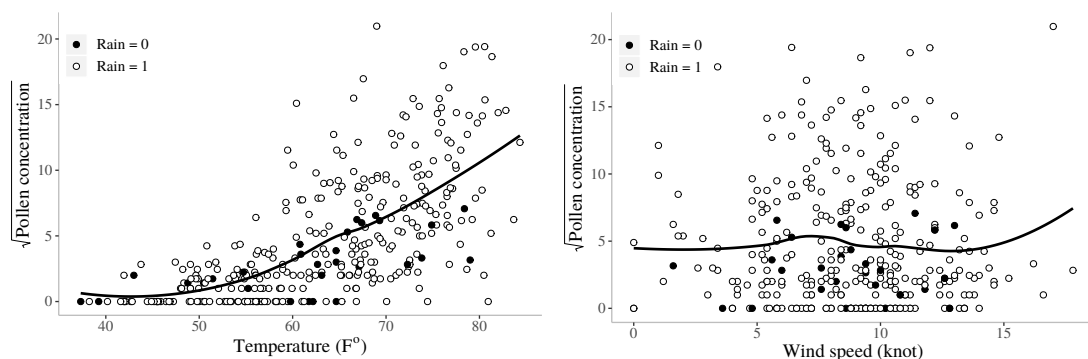 20
15
10
5
0
√Pollen concentration
Rain = 0
Rain = 1
40 50 60 70 80
Temperature (F°)
20
15
10
5
0
√Pollen concentration
Rain = 0
Rain = 1
0 5 10 15
Wind speed (knot)